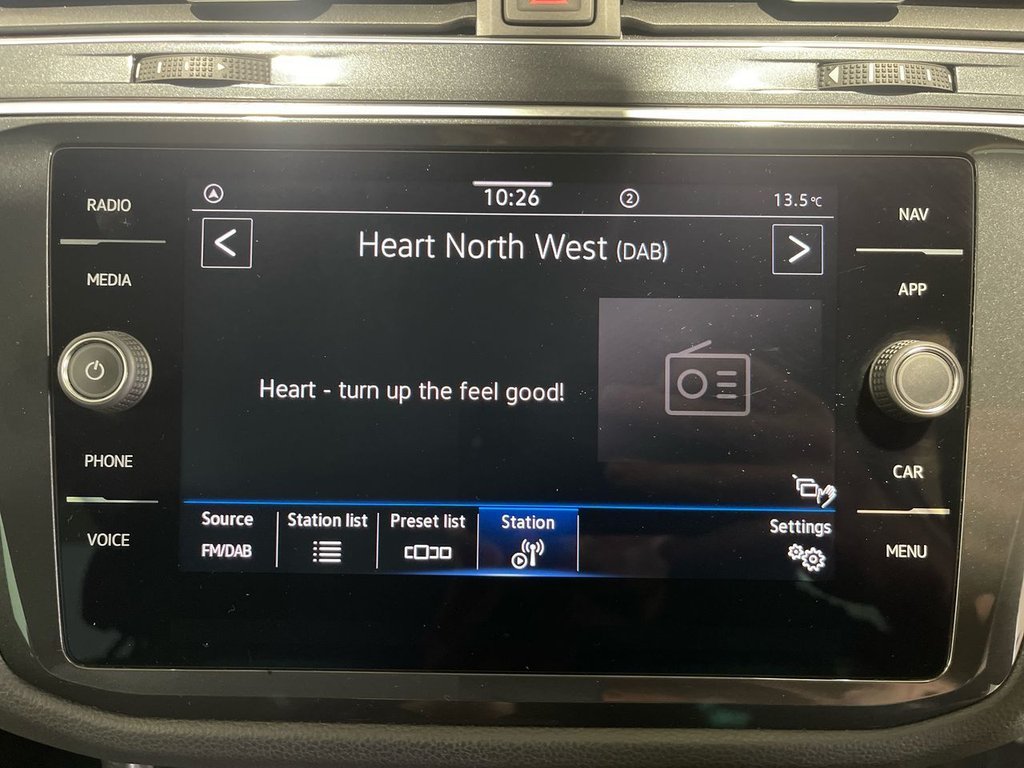 10:26
2
13.5°C
RADIO
MEDIA
PHONE
VOICE
<
Heart North West (DAB)
>
Heart - turn up the feel good!
Source
FM/DAB
Station list
Preset list
Station
Settings
NAV
APP
CAR
MENU